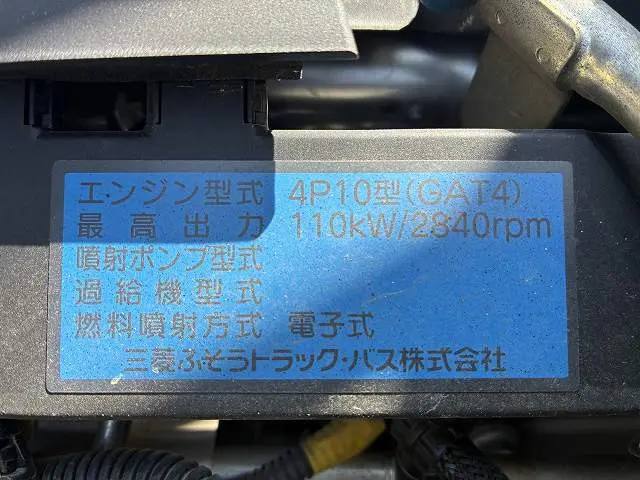 エンジン型式 4P10型(GAT4)
最高出力 110kW/2840rpm
噴射ポンプ型式
過給機型式
燃料噴射方式 電子式
三菱ふそうトラック・バス株式会社